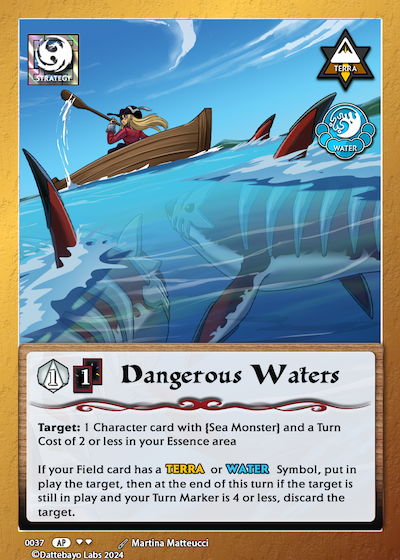 STRATEGY
TERRA
WATER
1 1 Dangerous Waters
Target: 1 Character card with {Sea Monster} and a Turn
Cost of 2 or less in your Essence area
If your Field card has a TERRA or WATER Symbol, put in
play the target, then at the end of this turn if the target is
still in play and your Turn Marker is 4 or less, discard the
target.
0037 AP ♥♥ Martina Matteucci
©Dattebayo Labs 2024